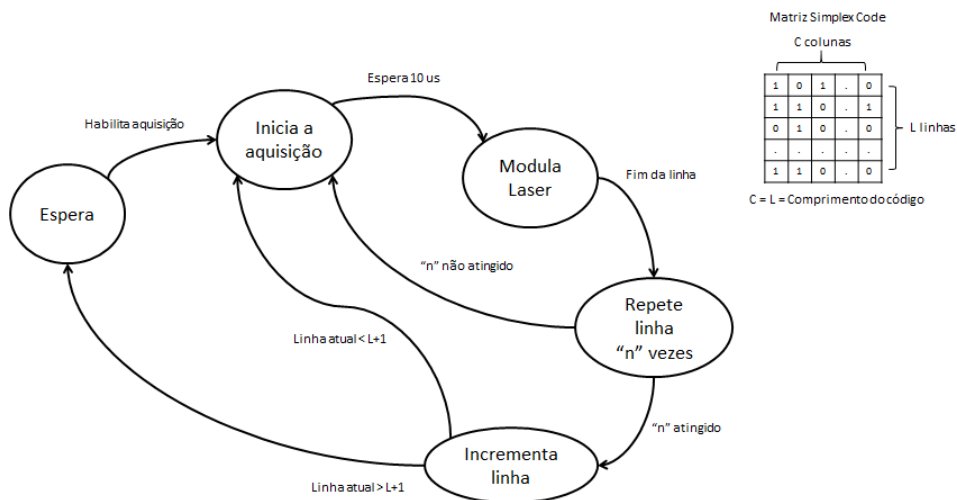 Matriz Simplex Code
C colunas
1 0 1 . 0
1 1 0 . 1
0 1 0 . 0
. . . . .
1 1 0 . 0
L linhas
C = L = Comprimento do código
Espera 10 us
Habilita aquisição
Inicia a
aquisição
Modula
Laser
Fim da linha
Espera
"n" não atingido
Repete
linha
"n" vezes
Linha atual < L+1
"n" atingido
Incrementa
linha
Linha atual > L+1